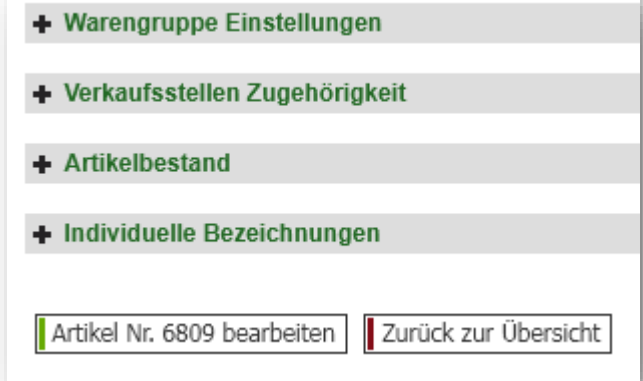 Warengruppe Einstellungen
Verkaufsstellen Zugehörigkeit
Artikelbestand
Individuelle Bezeichnungen
Artikel Nr. 6809 bearbeiten Zurück zur Übersicht